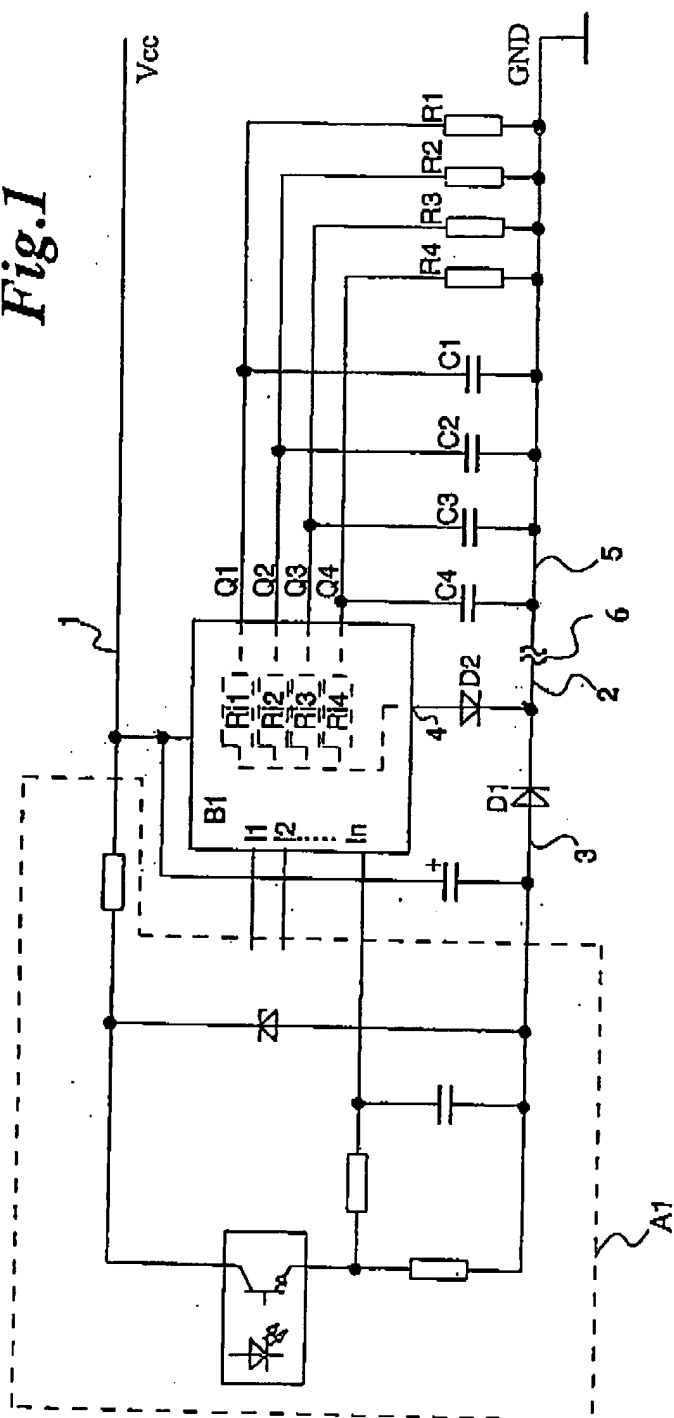 Fig.1
Vcc
GND
1
R1
R2
R3
R4
C1
C2
C3
C4
Q1
Q2
Q3
Q4
Ri1
Ri2
Ri3
Ri4
B1
I1
I2
......
In
4
D2
D1
+
5
6
2
3
A1